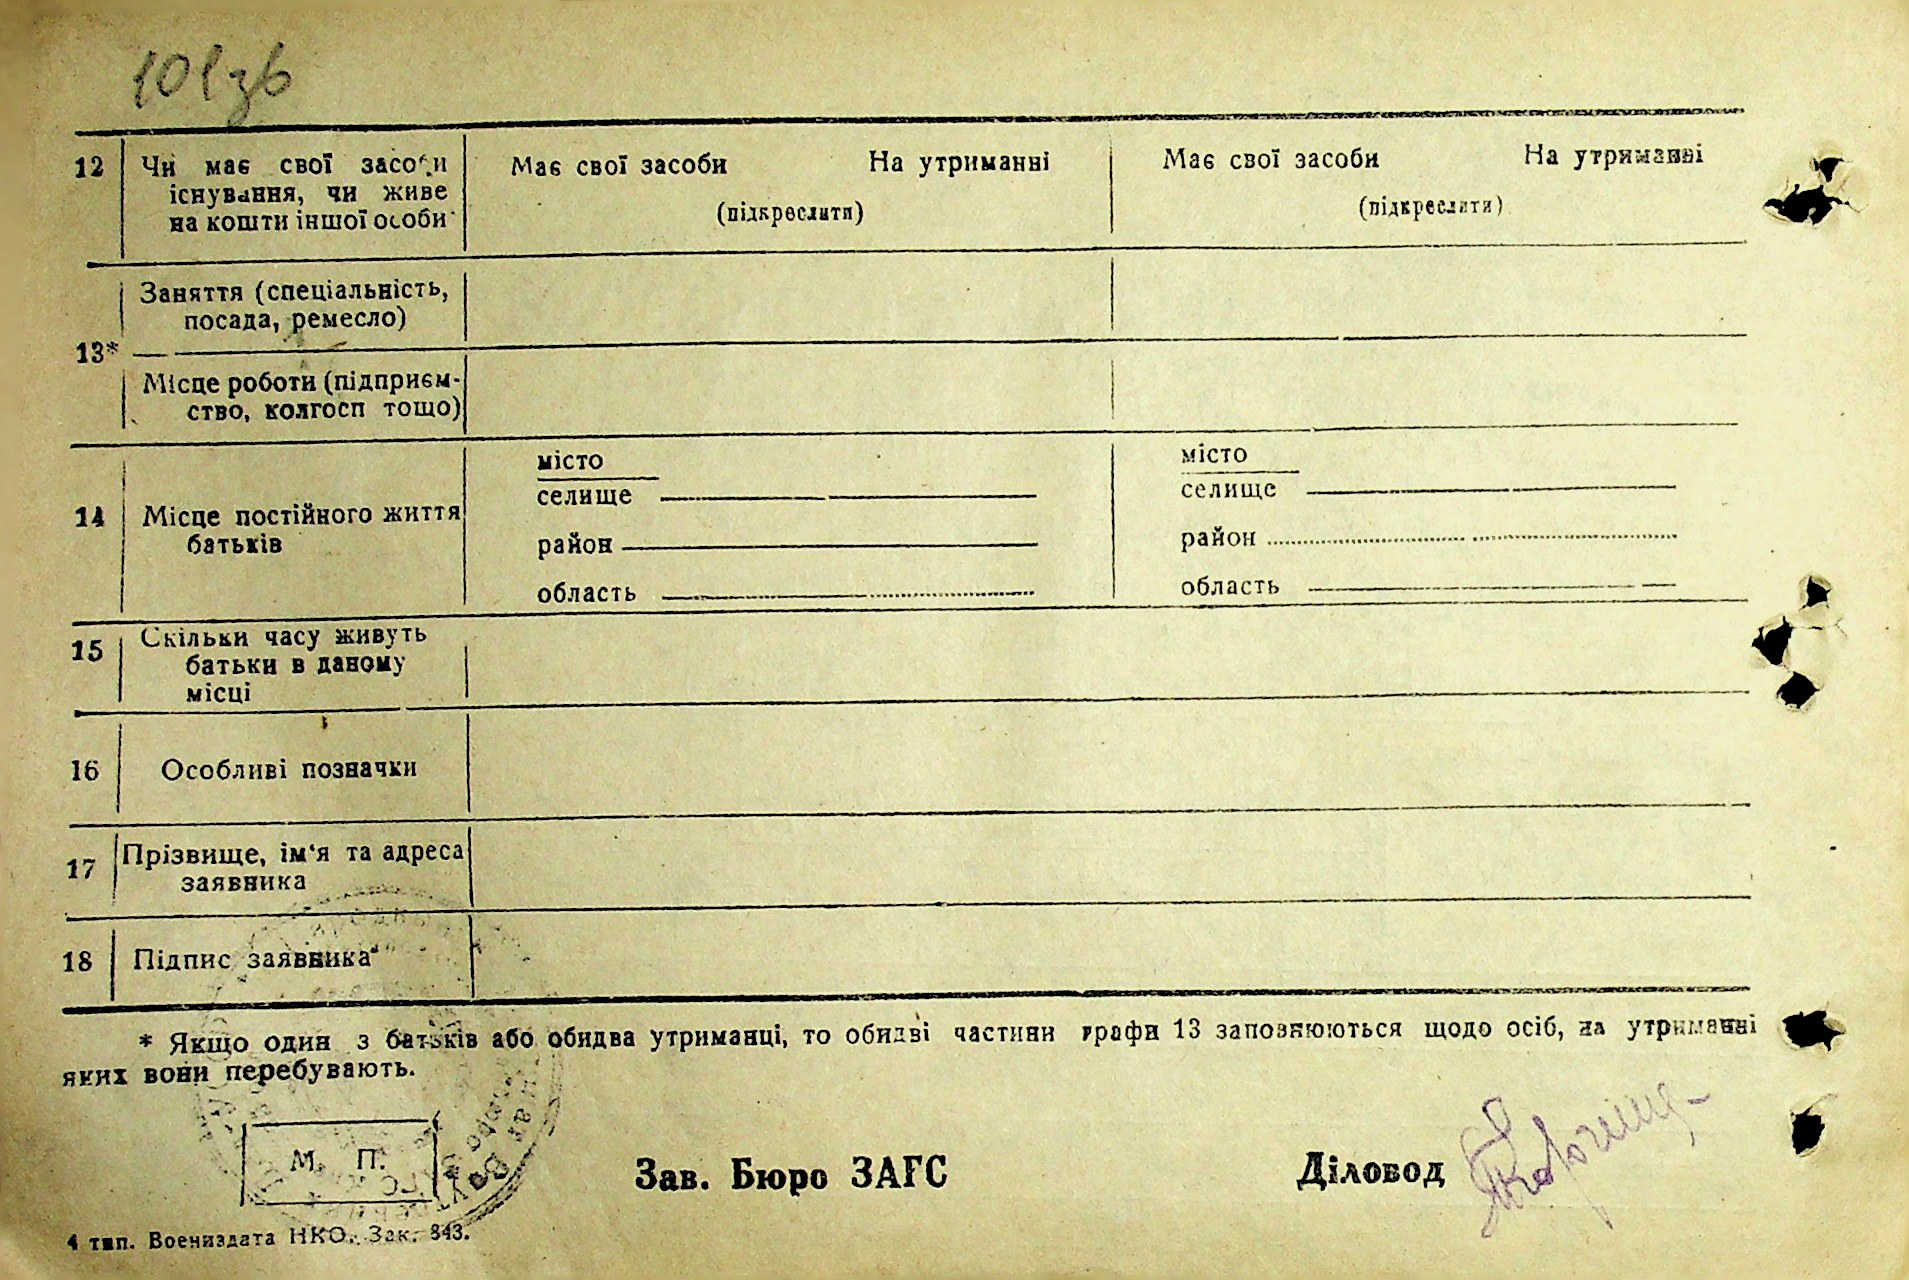 101зв
12 Чи має свої засоби Має свої засоби На утриманні Має свої засоби На утриманні
існування, чи живе
на кошти іншої особи (підкреслити) (підкреслити)
Заняття (спеціальність,
посада, ремесло)
13*
Місце роботи (підприєм-
ство, колгосп тощо)
місто місто
селище селище
14 Місце постійного життя
батьків район район
область область
15 Скільки часу живуть
батьки в даному
місці
16 Особливі позначки
17 Прізвище, ім‘я та адреса
заявника
18 Підпис заявника
* Якщо один з батьків або обидва утриманці, то обидві частини графи 13 заповнюються щодо осіб, на утриманні
яких вони перебувають.
М. П. Зав. Бюро ЗАГС Діловод
4 тип. Воениздата НКО. Зак. 843.